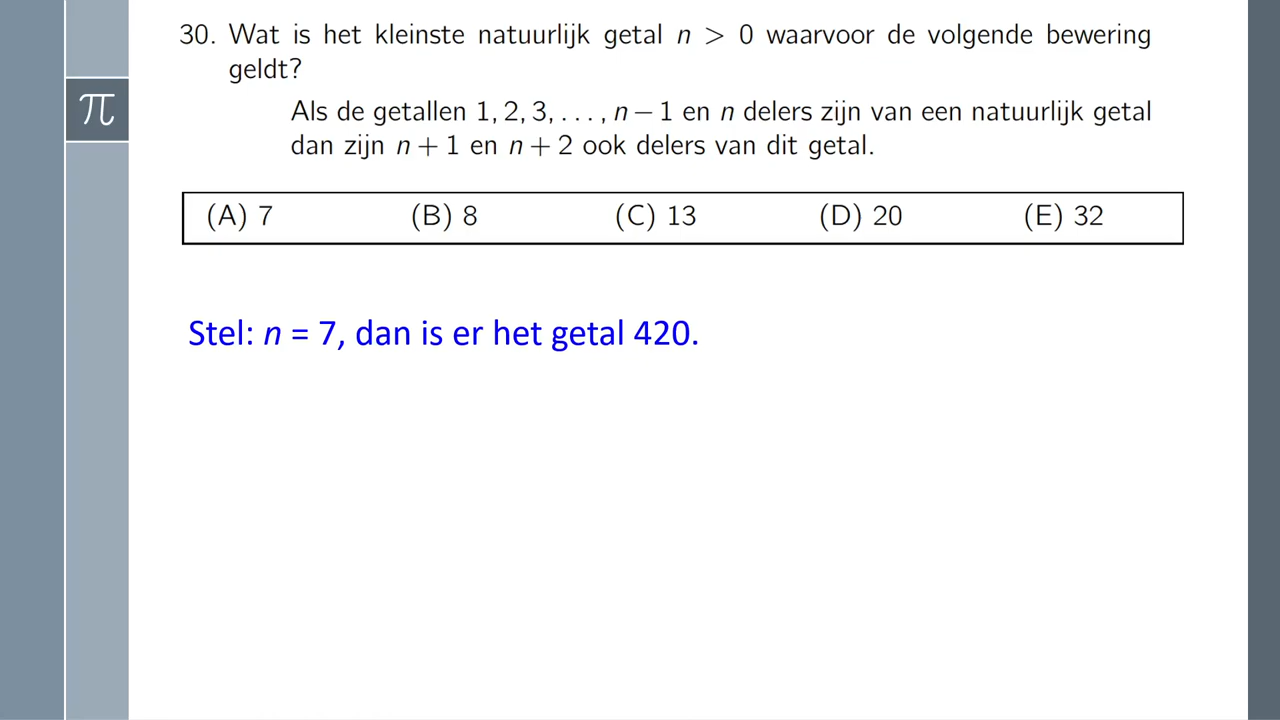 π
30. Wat is het kleinste natuurlijk getal n > 0 waarvoor de volgende bewering
geldt?
Als de getallen 1, 2, 3, . . . , n − 1 en n delers zijn van een natuurlijk getal
dan zijn n + 1 en n + 2 ook delers van dit getal.
(A) 7 (B) 8 (C) 13 (D) 20 (E) 32
Stel: n = 7, dan is er het getal 420.